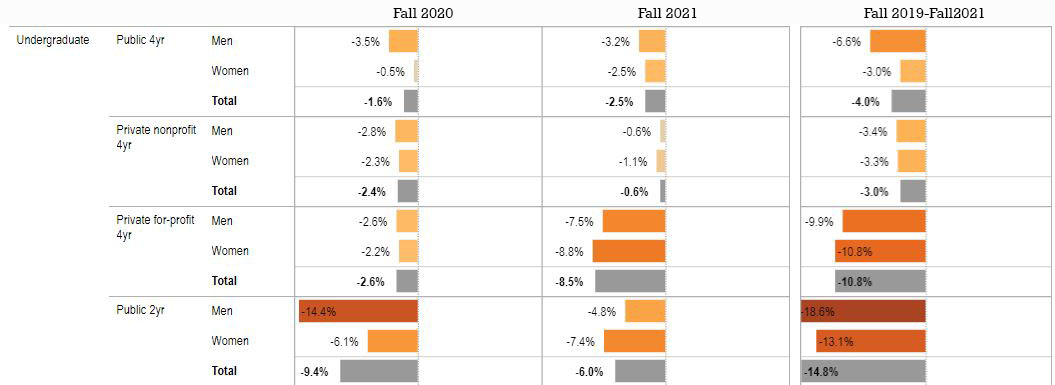 Fall 2020 Fall 2021 Fall 2019-Fall2021
Undergraduate Public 4yr Men -3.5% -3.2% -6.6%
Women -0.5% -2.5% -3.0%
Total -1.6% -2.5% -4.0%
Private nonprofit 4yr Men -2.8% -0.6% -3.4%
Women -2.3% -1.1% -3.3%
Total -2.4% -0.6% -3.0%
Private for-profit 4yr Men -2.6% -7.5% -9.9%
Women -2.2% -8.8% -10.8%
Total -2.6% -8.5% -10.8%
Public 2yr Men -14.4% -4.8% -18.6%
Women -6.1% -7.4% -13.1%
Total -9.4% -6.0% -14.8%